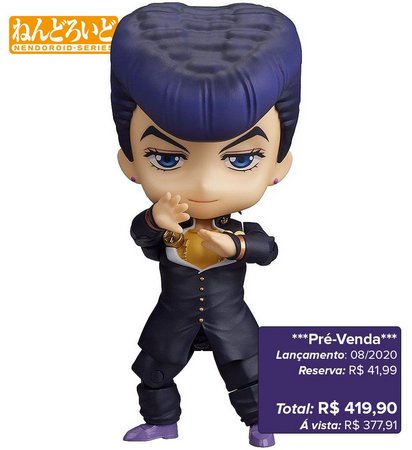 ねんどろいど
NENDOROID-SERIES
***Pré-Venda***
Lançamento: 08/2020
Reserva: R$ 41,99
Total: R$ 419,90
Á vista: R$ 377,91